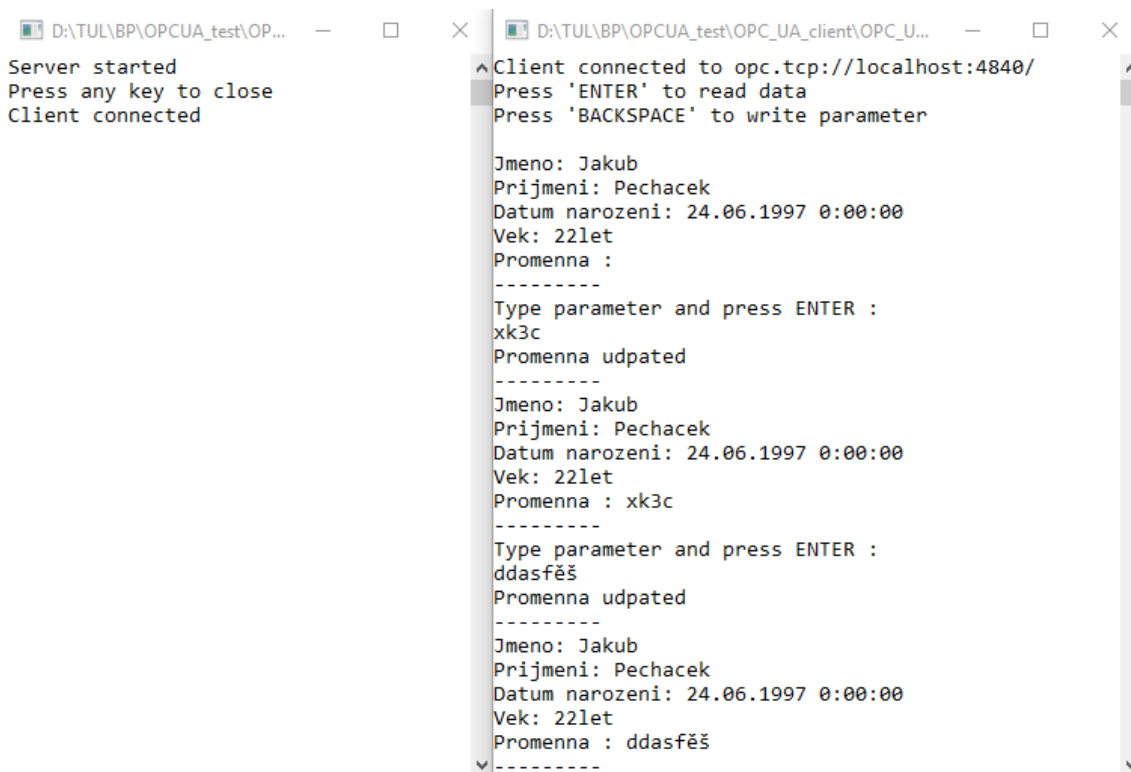 D:\TUL\BP\OPCUA_test\OP...
Server started
Press any key to close
Client connected
D:\TUL\BP\OPCUA_test\OPC_UA_client\OPC_U...
Client connected to opc.tcp://localhost:4840/
Press 'ENTER' to read data
Press 'BACKSPACE' to write parameter
Jmeno: Jakub
Prijmeni: Pechacek
Datum narozeni: 24.06.1997 0:00:00
Vek: 22let
Promenna :
---------
Type parameter and press ENTER :
xk3c
Promenna udpated
---------
Jmeno: Jakub
Prijmeni: Pechacek
Datum narozeni: 24.06.1997 0:00:00
Vek: 22let
Promenna : xk3c
---------
Type parameter and press ENTER :
ddasfěš
Promenna udpated
---------
Jmeno: Jakub
Prijmeni: Pechacek
Datum narozeni: 24.06.1997 0:00:00
Vek: 22let
Promenna : ddasfěš
---------